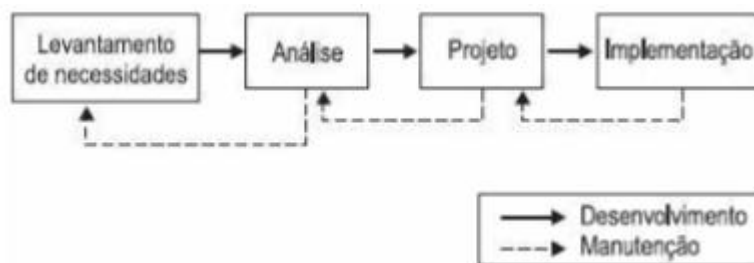 Levantamento
de necessidades
Análise
Projeto
Implementação
Desenvolvimento
Manutenção